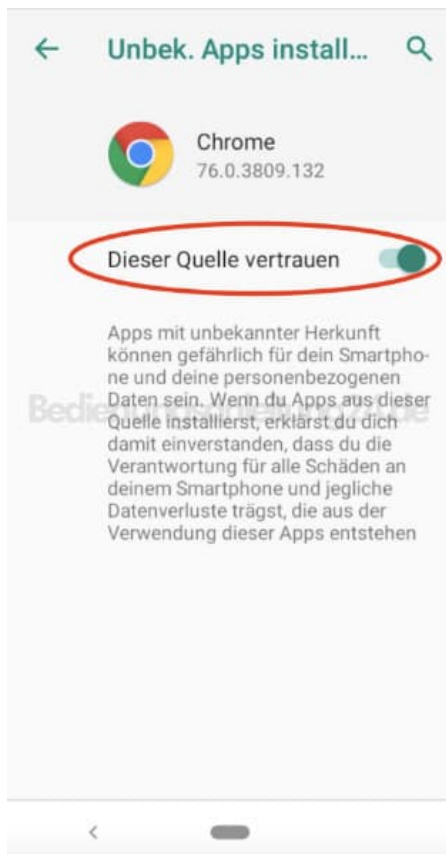 Unbek. Apps install...
Chrome
76.0.3809.132
Dieser Quelle vertrauen
Apps mit unbekannter Herkunft
können gefährlich für dein Smartpho-
ne und deine personenbezogenen
Daten sein. Wenn du Apps aus dieser
Quelle installierst, erklärst du dich
damit einverstanden, dass du die
Verantwortung für alle Schäden an
deinem Smartphone und jegliche
Datenverluste trägst, die aus der
Verwendung dieser Apps entstehen